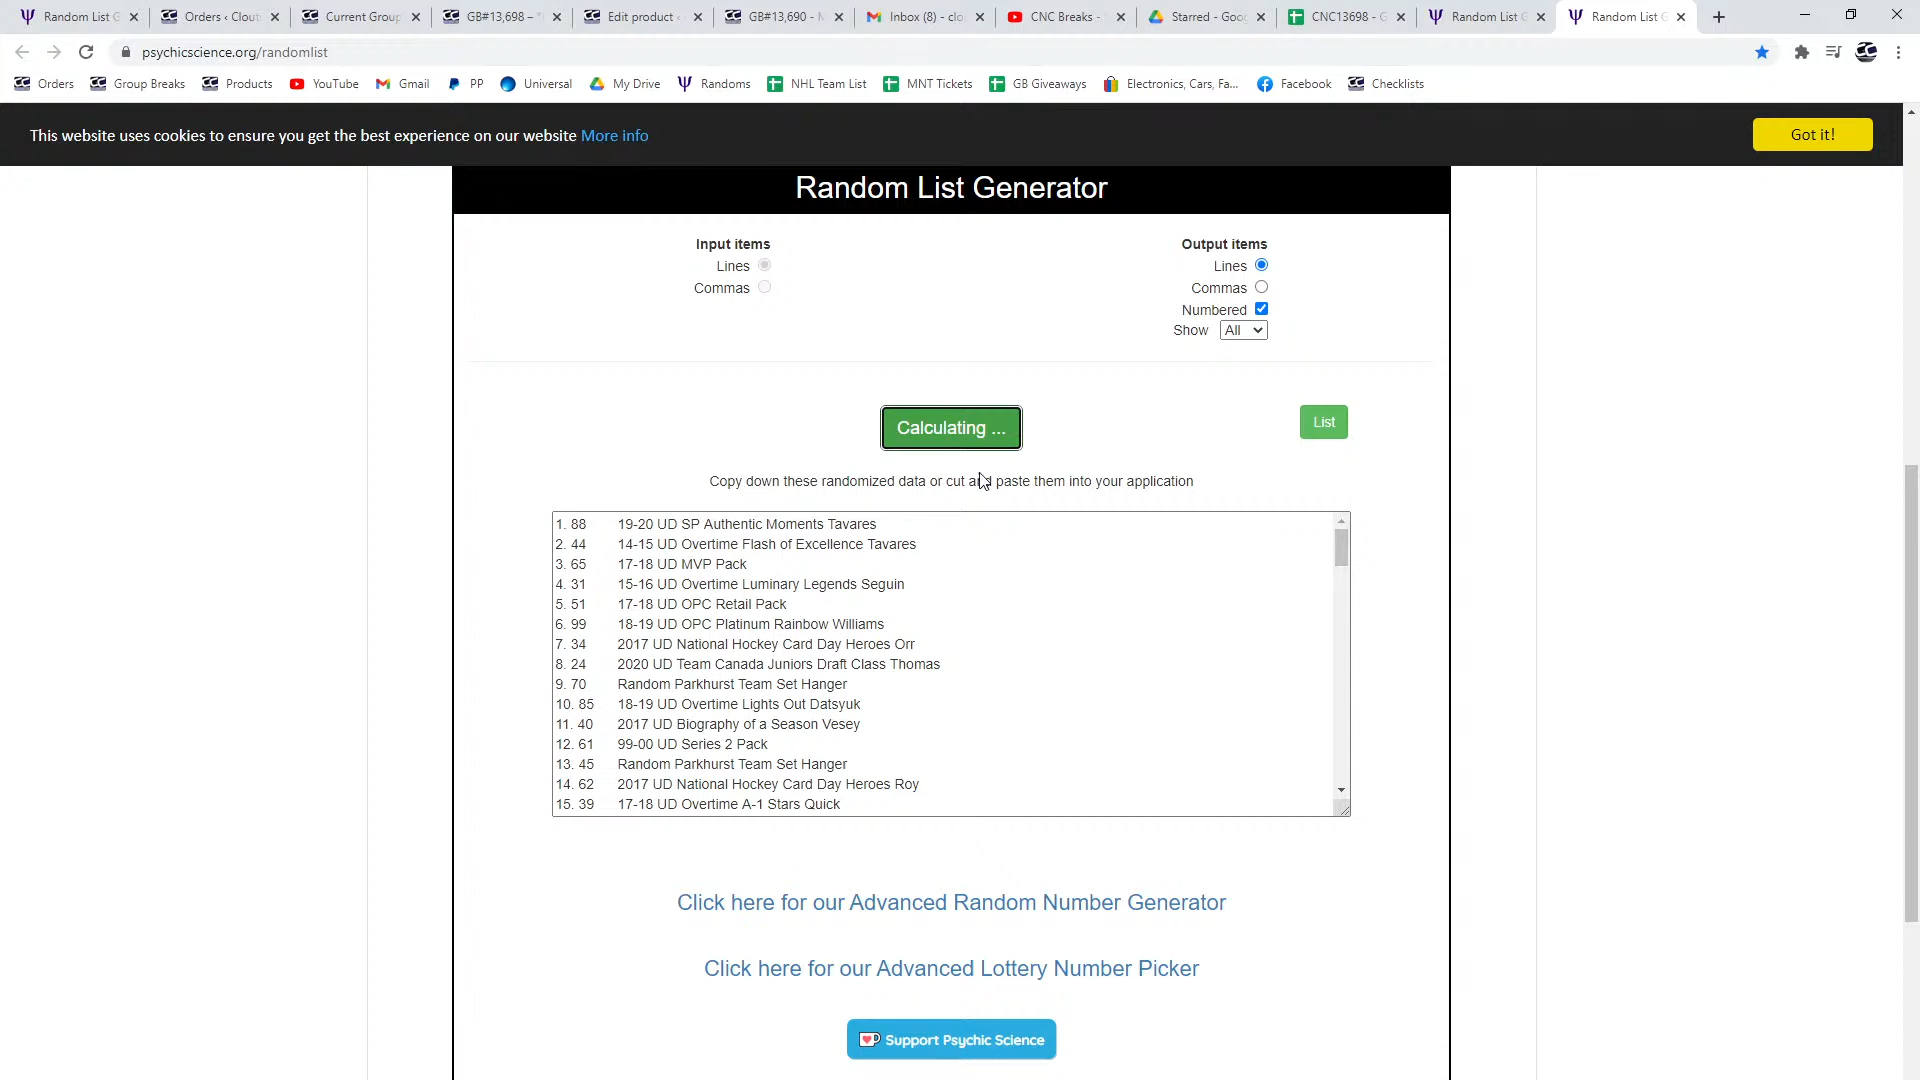 Random List G
Orders ‹ Clout
Current Group
GB#13,698 – *
Edit product ‹
GB#13,690 - M
Inbox (8) - clo
CNC Breaks -
Starred - Goo
CNC13698 - G
Random List G
Random List G
psychicscience.org/randomlist
Orders
Group Breaks
Products
YouTube
Gmail
PP
Universal
My Drive
Randoms
NHL Team List
MNT Tickets
GB Giveaways
Electronics, Cars, Fa...
Facebook
Checklists
This website uses cookies to ensure you get the best experience on our website More info
Got it!
Random List Generator
Input items
Lines
Commas
Output items
Lines
Commas
Numbered
Show All
Calculating ...
List
Copy down these randomized data or cut and paste them into your application
1. 88 19-20 UD SP Authentic Moments Tavares
2. 44 14-15 UD Overtime Flash of Excellence Tavares
3. 65 17-18 UD MVP Pack
4. 31 15-16 UD Overtime Luminary Legends Seguin
5. 51 17-18 UD OPC Retail Pack
6. 99 18-19 UD OPC Platinum Rainbow Williams
7. 34 2017 UD National Hockey Card Day Heroes Orr
8. 24 2020 UD Team Canada Juniors Draft Class Thomas
9. 70 Random Parkhurst Team Set Hanger
10. 85 18-19 UD Overtime Lights Out Datsyuk
11. 40 2017 UD Biography of a Season Vesey
12. 61 99-00 UD Series 2 Pack
13. 45 Random Parkhurst Team Set Hanger
14. 62 2017 UD National Hockey Card Day Heroes Roy
15. 39 17-18 UD Overtime A-1 Stars Quick
Click here for our Advanced Random Number Generator
Click here for our Advanced Lottery Number Picker
Support Psychic Science